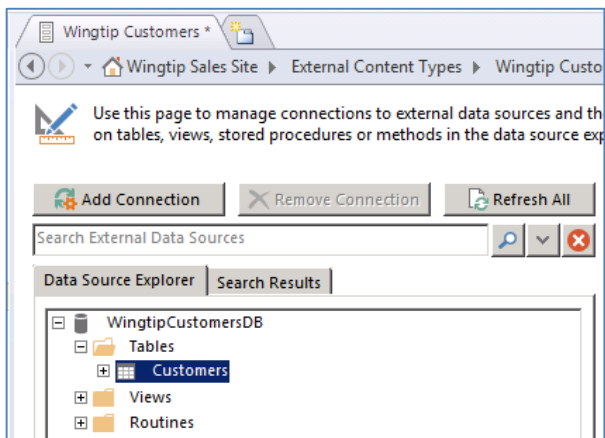 Wingtip Customers *
Wingtip Sales Site External Content Types Wingtip Custo
Use this page to manage connections to external data sources and th
on tables, views, stored procedures or methods in the data source exp
Add Connection Remove Connection Refresh All
Search External Data Sources
Data Source Explorer Search Results
WingtipCustomersDB
Tables
Customers
Views
Routines